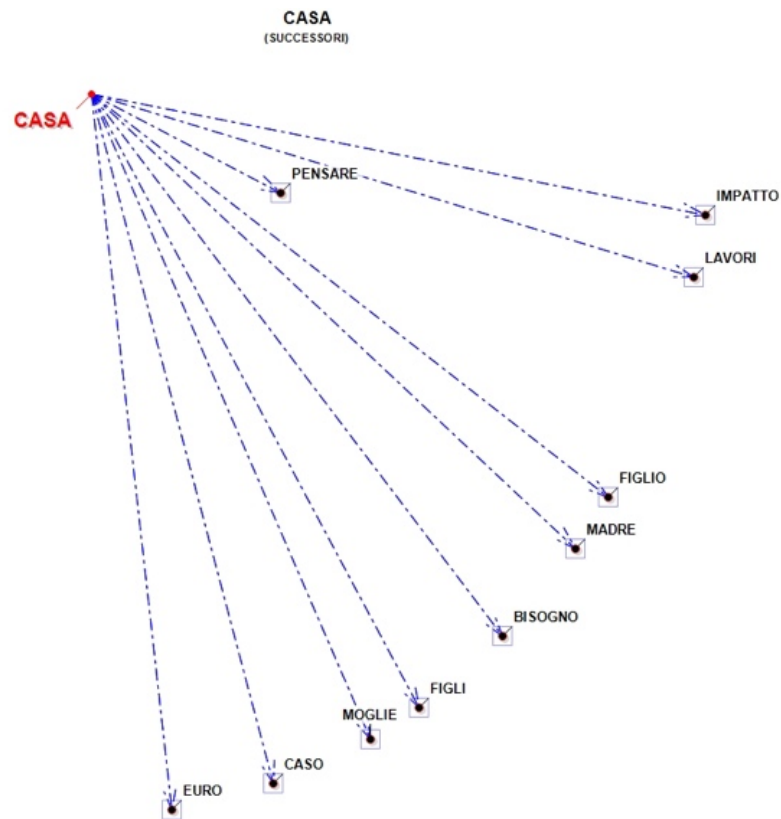 CASA
(SUCCESSORI)
CASA
PENSARE
IMPATTO
LAVORI
FIGLIO
MADRE
BISOGNO
FIGLI
MOGLIE
CASO
EURO